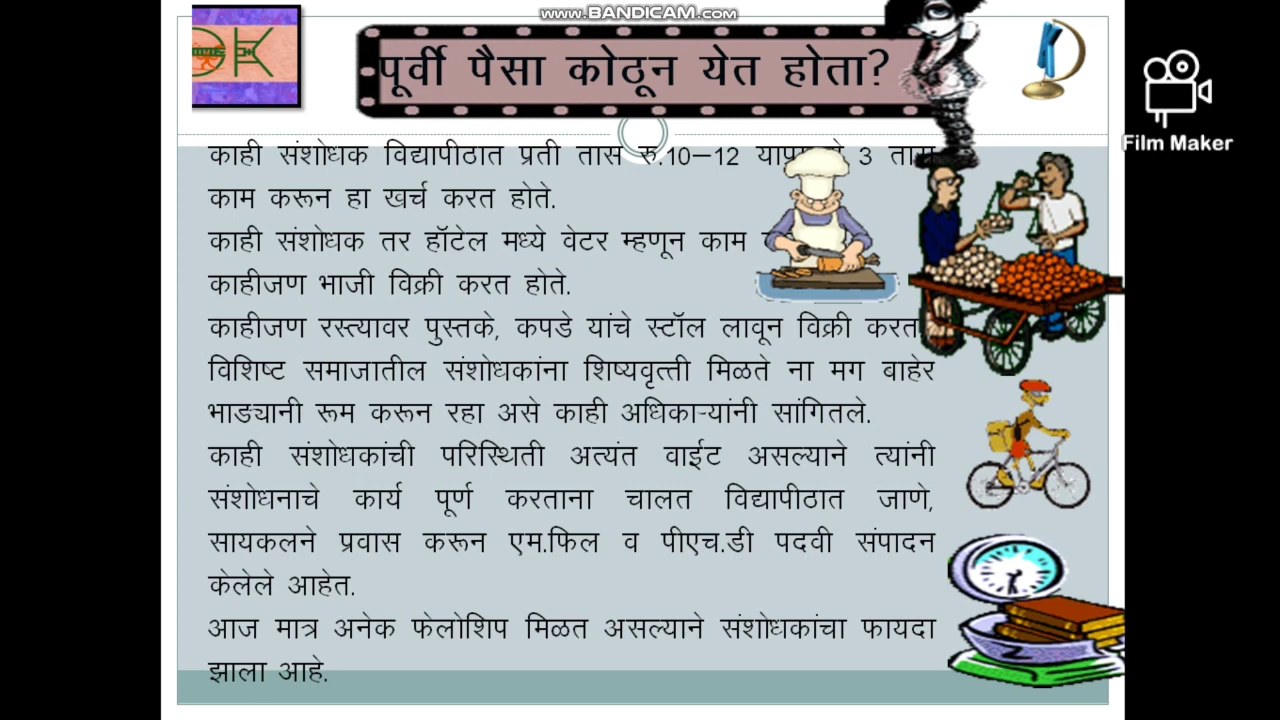 www.BANDICAM.com
पूर्वी पैसा कोठून येत होता?
Film Maker
काही संशोधक विद्यापीठात प्रती तास रु.10–12 3
काम करून हा खर्च करत होते.
काही संशोधक तर हॉटेल मध्ये वेटर म्हणून काम
काहीजण भाजी विक्री करत होते.
काहीजण रस्त्यावर पुस्तके, कपडे यांचे स्टॉल लावून विक्री करत
विशिष्ट समाजातील संशोधकांना शिष्यवृत्ती मिळते ना मग बाहेर
भाड्यानी रूम करून रहा असे काही अधिकाऱ्यांनी सांगितले.
काही संशोधकांची परिस्थिती अत्यंत वाईट असल्याने त्यांनी
संशोधनाचे कार्य पूर्ण करताना चालत विद्यापीठात जाणे,
सायकलने प्रवास करून एम.फिल व पीएच.डी पदवी संपादन
केलेले आहेत.
आज मात्र अनेक फेलोशिप मिळत असल्याने संशोधकांचा फायदा
झाला आहे.